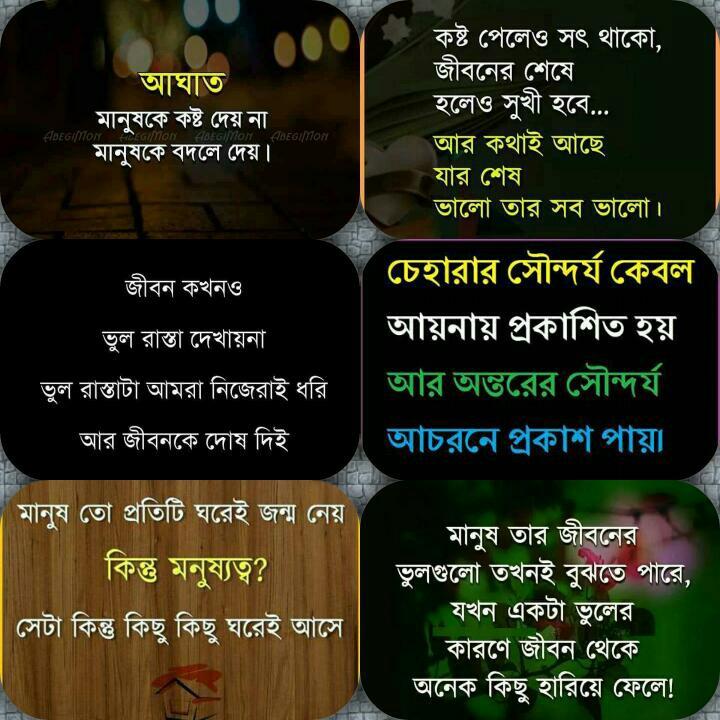 আঘাত
মানুষকে কষ্ট দেয় না
মানুষকে বদলে দেয়।
ABEGIMON ABEGIMON ABEGIMON ABEGIMON
কষ্ট পেলেও সৎ থাকো,
জীবনের শেষে
হলেও সুখী হবে...
আর কথাই আছে
যার শেষ
ভালো তার সব ভালো।
জীবন কখনও
ভুল রাস্তা দেখায়না
ভুল রাস্তাটা আমরা নিজেরাই ধরি
আর জীবনকে দোষ দিই
চেহারার সৌন্দর্য কেবল
আয়নায় প্রকাশিত হয়
আর অন্তরের সৌন্দর্য
আচরনে প্রকাশ পায়৷
মানুষ তো প্রতিটি ঘরেই জন্ম নেয়
কিন্তু মনুষ্যত্ব?
সেটা কিন্তু কিছু কিছু ঘরেই আসে
মানুষ তার জীবনের
ভুলগুলো তখনই বুঝতে পারে,
যখন একটা ভুলের
কারণে জীবন থেকে
অনেক কিছু হারিয়ে ফেলে!